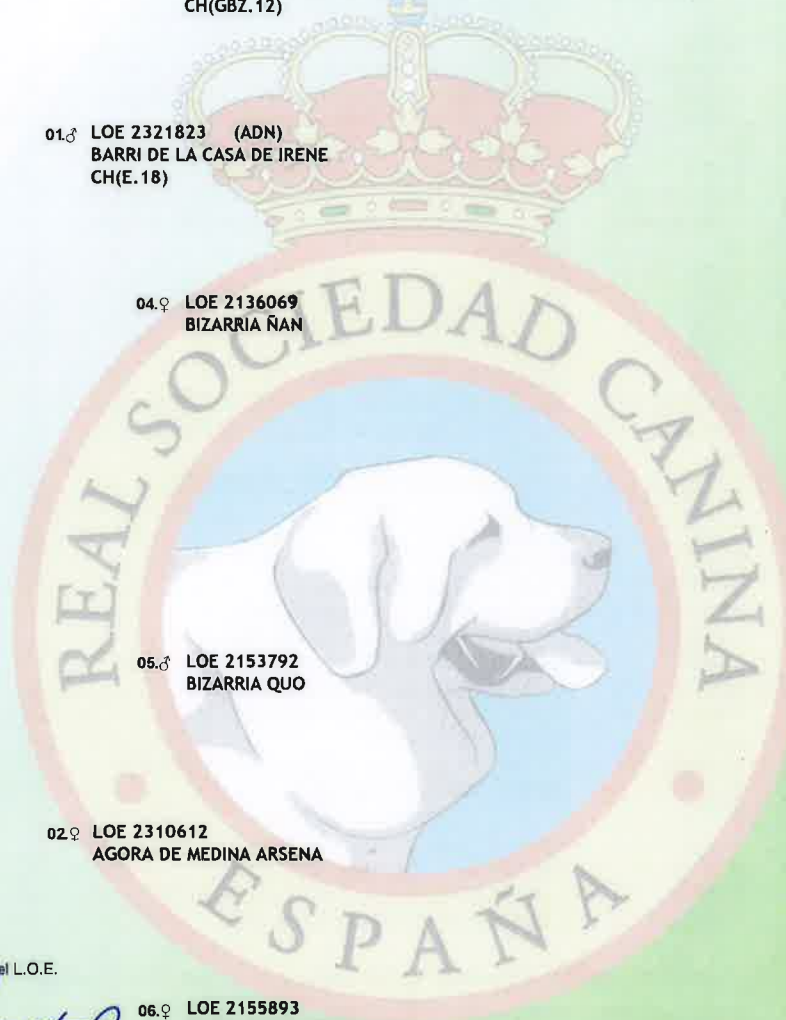 CH(GBZ.12)
01.♂ LOE 2321823 (ADN)
BARRI DE LA CASA DE IRENE
CH(E.18)
04.♀ LOE 2136069
BIZARRIA ÑAN
REAL SOCIEDAD CANINA
05.♂ LOE 2153792
BIZARRIA QUO
02.♀ LOE 2310612
AGORA DE MEDINA ARSENA
ESPAÑA
el L.O.E.
06.♀ LOE 2155893